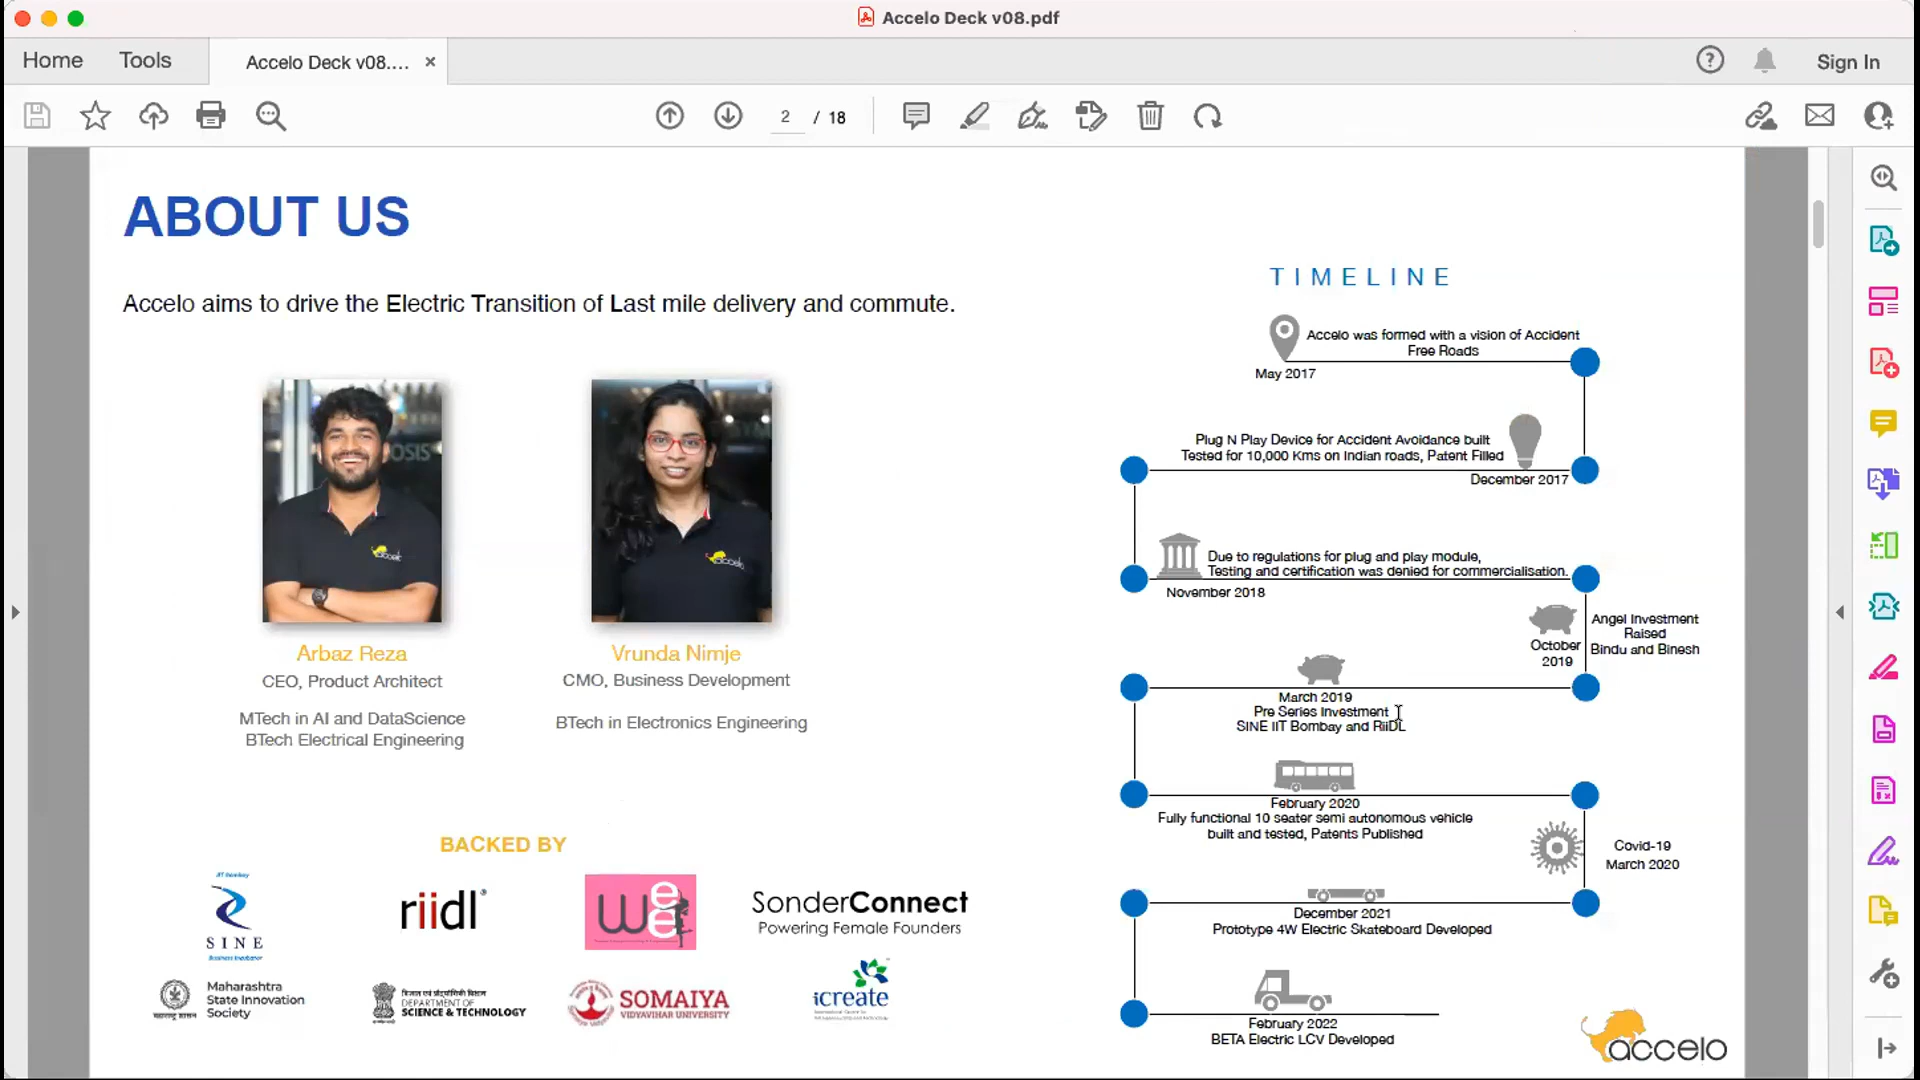 Accelo Deck v08.pdf
Home
Tools
Accelo Deck v08....
Sign In
2 / 18
ABOUT US
Accelo aims to drive the Electric Transition of Last mile delivery and commute.
Arbaz Reza
CEO, Product Architect
MTech in AI and DataScience
BTech Electrical Engineering
Vrunda Nimje
CMO, Business Development
BTech in Electronics Engineering
BACKED BY
SINE
riidl
wee
SonderConnect
Powering Female Founders
Maharashtra
State Innovation
Society
DEPARTMENT OF
SCIENCE & TECHNOLOGY
SOMAIYA
VIDYAVIHAR UNIVERSITY
icreate
TIMELINE
Accelo was formed with a vision of Accident
Free Roads
May 2017
Plug N Play Device for Accident Avoidance built
Tested for 10,000 Kms on Indian roads, Patent Filled
December 2017
Due to regulations for plug and play module,
Testing and certification was denied for commercialisation.
November 2018
October
2019
Angel Investment
Raised
Bindu and Binesh
March 2019
Pre Series Investment
SINE IIT Bombay and RiiDL
February 2020
Fully functional 10 seater semi autonomous vehicle
built and tested, Patents Published
Covid-19
March 2020
December 2021
Prototype 4W Electric Skateboard Developed
February 2022
BETA Electric LCV Developed
accelo